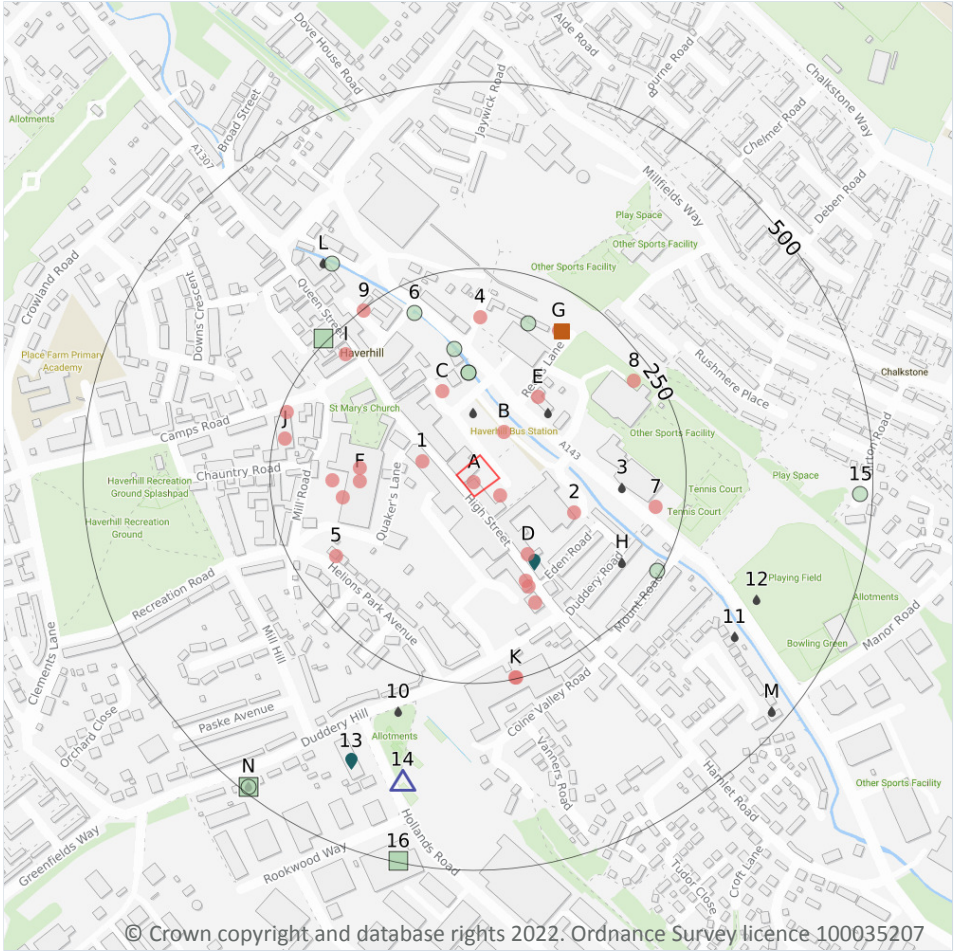 Alde Road
Dove House Road
Burne Road
Chalkstone Way
Jaywick Road
Broad Street
Chelmer Road
Allotments
A1307
Millfields Way
Deben Road
Play Space
500
L
Other Sports Facility
Crowland Road
Other Sports Facility
Downs Crescent
Queen Street
9
6
4
G
I
Haverhill
Place Farm Primary
Academy
8
250
Rushmere Place
Chalkstone
C
E
St Mary's Church
J
Camps Road
B
Haverhill Bus Station
A143
Other Sports Facility
1
F
A
Chauntry Road
Haverhill Recreation
Ground Splashpad
Mill Road
Quaker's Lane
3
Play Space
15
2
7
Tennis Court
Tennis Court
Haverhill Recreation
Ground
High Street
5
D
H
Eden Road
Duddery Road
Hellons Park Avenue
Recreation Road
Mount Road
12
Playing Field
Allotments
11
Manor Road
Clements Lane
Mill Hill
Bowling Green
K
10
M
Colne Valley Road
Paske Avenue
Duddery Hill
Orchard Close
13
Allotments
14
N
Vanners Road
Hamlet Road
Other Sports Facility
Greenfields Way
Hollands Road
16
Rookwood Way
Tudor Close
Croft Lane
© Crown copyright and database rights 2022. Ordnance Survey licence 100035207